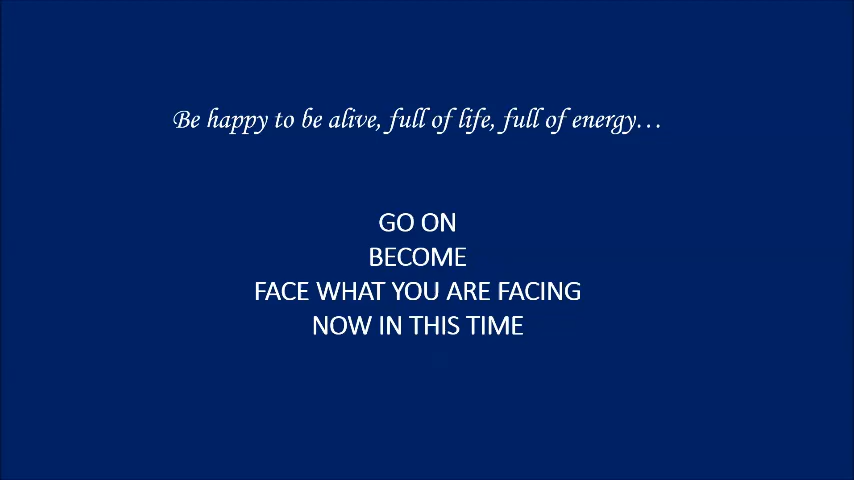 Be happy to be alive, full of life, full of energy…
GO ON
BECOME
FACE WHAT YOU ARE FACING
NOW IN THIS TIME